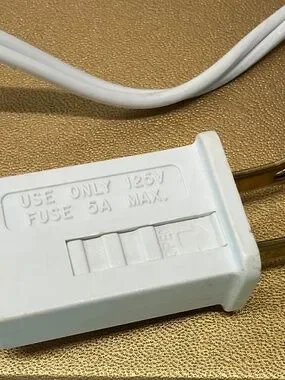 USE ONLY 125V
FUSE 5A MAX.